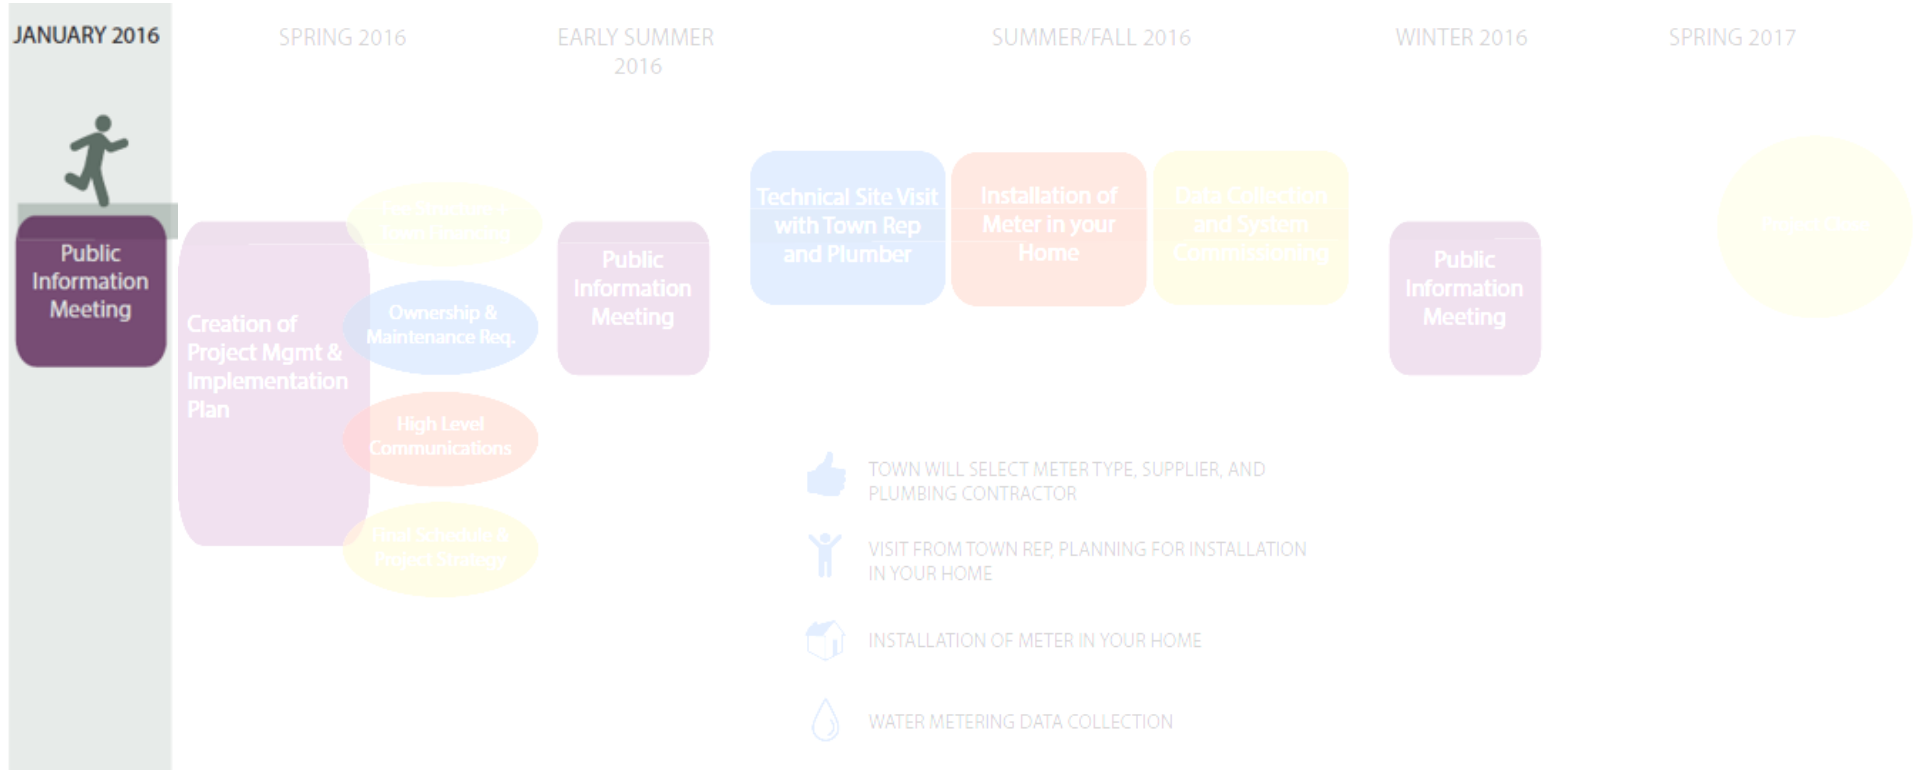 JANUARY 2016
SPRING 2016
EARLY SUMMER
2016
SUMMER/FALL 2016
WINTER 2016
SPRING 2017
Public
Information
Meeting
Creation of
Project Mgmt &
Implementation
Plan
Ownership &
Maintenance Req.
High Level
Communications
Final Schedule &
Project Strategy
Public
Information
Meeting
Technical Site Visit
with Town Rep
and Plumber
Installation of
Meter in your
Home
Data Collection
and System
Commissioning
Public
Information
Meeting
TOWN WILL SELECT METER TYPE, SUPPLIER, AND
PLUMBING CONTRACTOR
VISIT FROM TOWN REP, PLANNING FOR INSTALLATION
IN YOUR HOME
INSTALLATION OF METER IN YOUR HOME
WATER METERING DATA COLLECTION